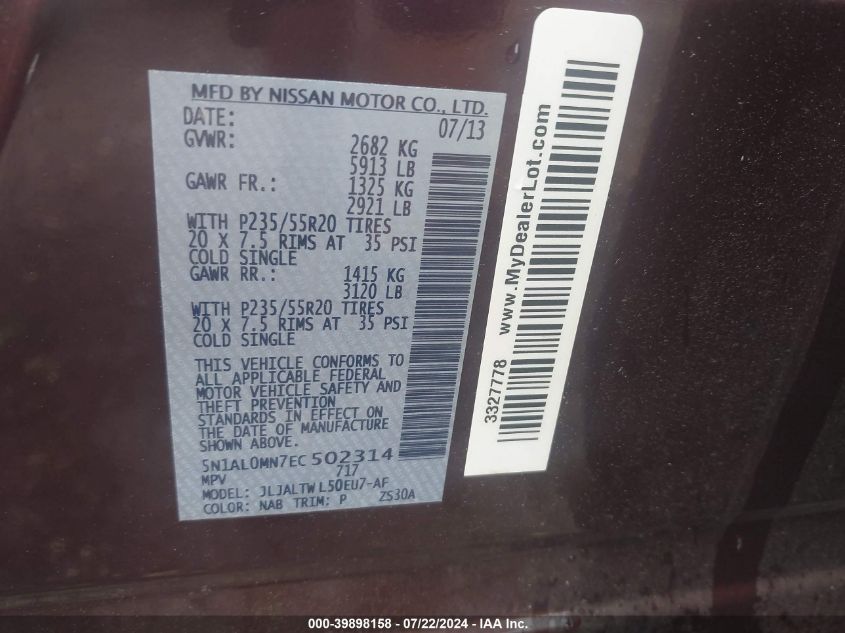 MFD BY NISSAN MOTOR CO., LTD.
DATE: 07/13
GVWR: 2682 KG
5913 LB
GAWR FR.: 1325 KG
2921 LB
WITH P235/55R20 TIRES
20 X 7.5 RIMS AT 35 PSI
COLD SINGLE
GAWR RR.: 1415 KG
3120 LB
WITH P235/55R20 TIRES
20 X 7.5 RIMS AT 35 PSI
COLD SINGLE
THIS VEHICLE CONFORMS TO
ALL APPLICABLE FEDERAL
MOTOR VEHICLE SAFETY AND
THEFT PREVENTION
STANDARDS IN EFFECT ON
THE DATE OF MANUFACTURE
SHOWN ABOVE.
5N1AL0MN7EC502314
MPV 717
MODEL: JLJALTWL50EU7-AF
COLOR: NAB TRIM: P ZS30A
3327778 www.MyDealerLot.com
000-39898158 - 07/22/2024 - IAA Inc.